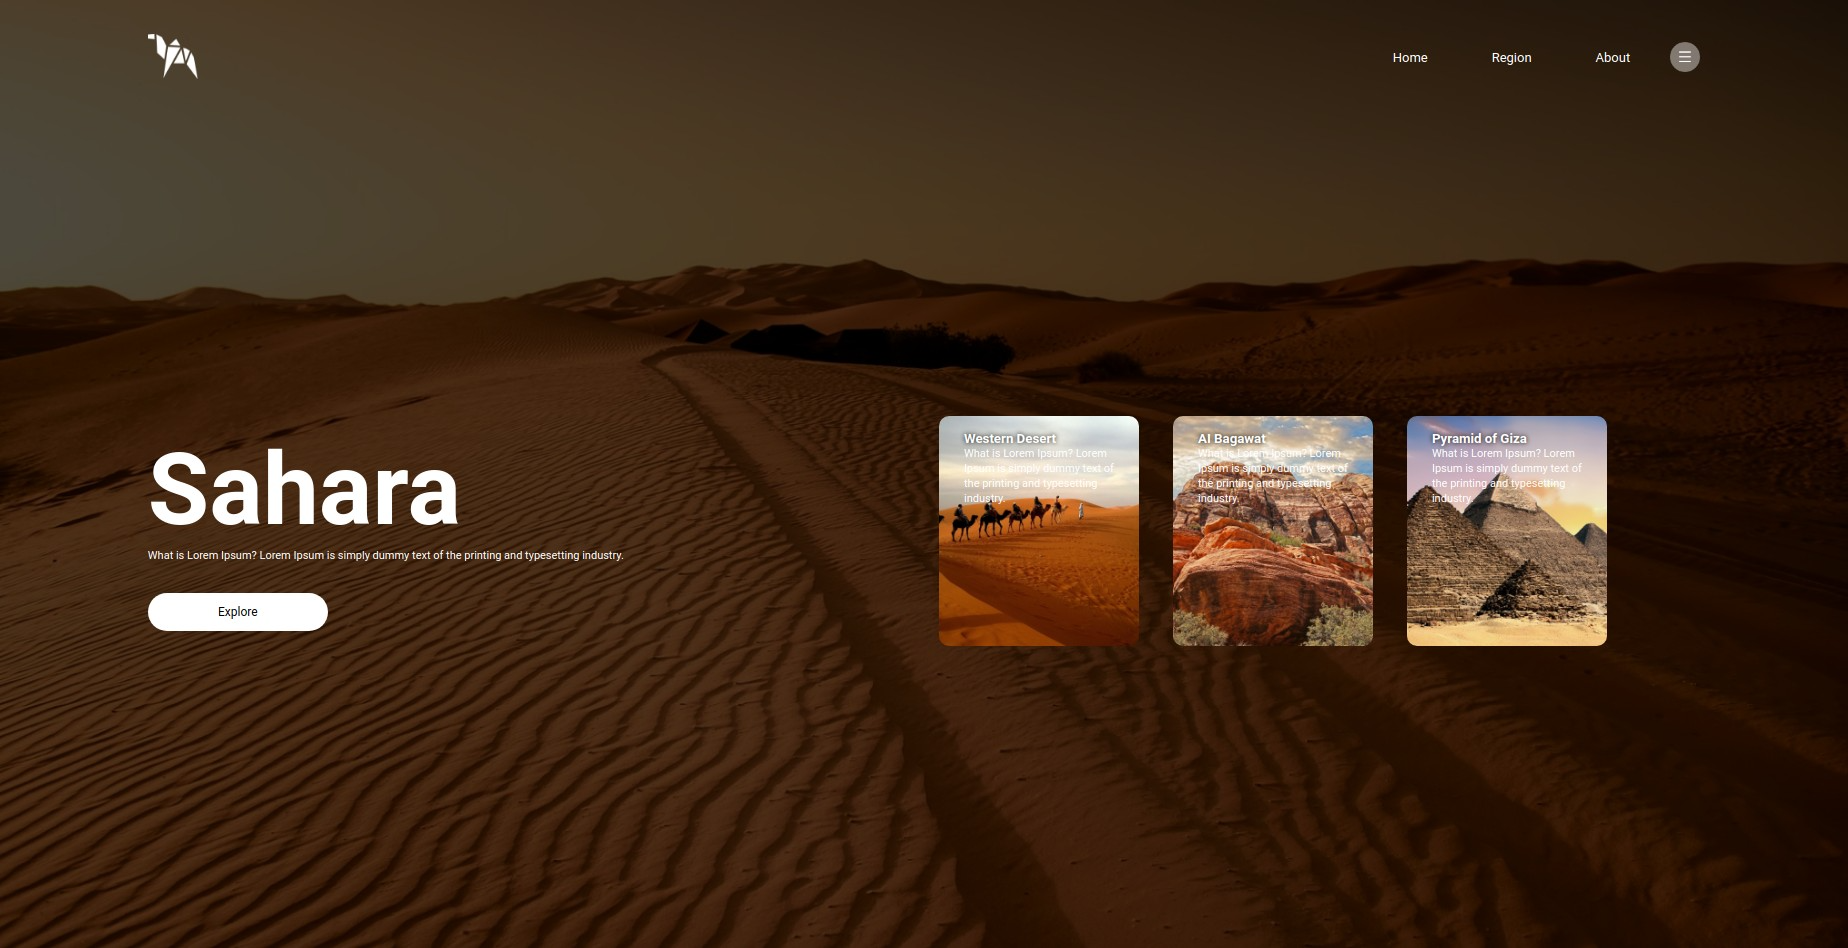 Home
Region
About
Sahara
What is Lorem Ipsum? Lorem Ipsum is simply dummy text of the printing and typesetting industry.
Explore
Western Desert
What is Lorem Ipsum? Lorem
Ipsum is simply dummy text of
the printing and typesetting
industry.
Al Bagawat
What is Lorem Ipsum? Lorem
Ipsum is simply dummy text of
the printing and typesetting
industry.
Pyramid of Giza
What is Lorem Ipsum? Lorem
Ipsum is simply dummy text of
the printing and typesetting
industry.